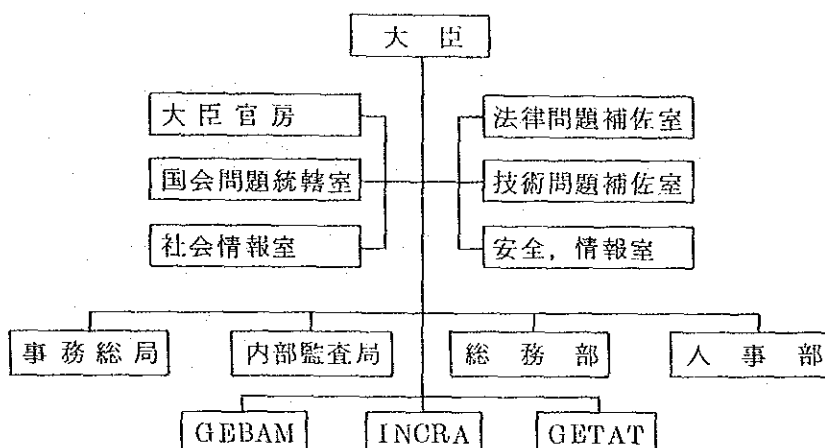 大臣
大臣官房
法律問題補佐室
国会問題統轄室
技術問題補佐室
社会情報室
安全,情報室
事務総局
内部監査局
総務部
人事部
GEBAM
INCRA
GETAT